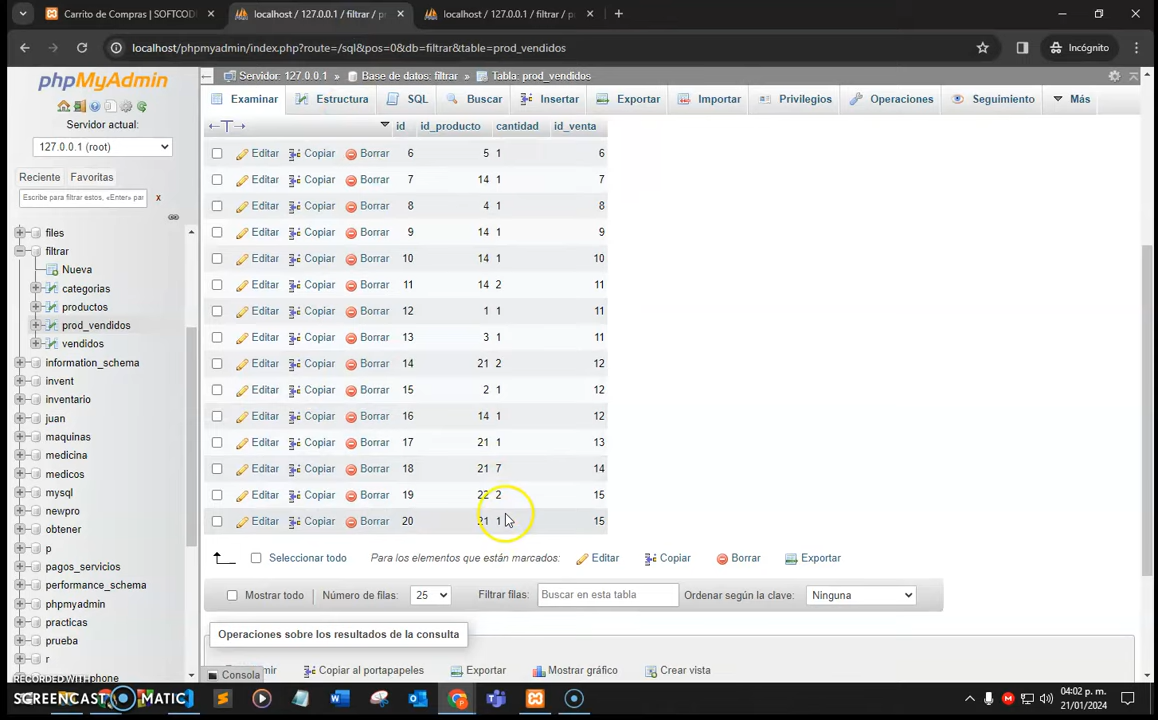 Carrito de Compras | SOFTCOD
localhost / 127.0.0.1 / filtrar / p
localhost / 127.0.0.1 / filtrar / p
localhost/phpmyadmin/index.php?route=/sql&pos=0&db=filtrar&table=prod_vendidos
Incógnito
phpMyAdmin
Servidor actual:
127.0.0.1 (root)
Reciente Favoritas
Escribe para filtrar estos, «Enter» par x
files
filtrar
Nueva
categorias
productos
prod_vendidos
vendidos
information_schema
invent
inventario
juan
maquinas
medicina
medicos
mysql
newpro
obtener
p
pagos_servicios
performance_schema
phpmyadmin
practicas
prueba
r
Servidor: 127.0.0.1 » Base de datos: filtrar » Tabla: prod_vendidos
Examinar Estructura SQL Buscar Insertar Exportar Importar Privilegios Operaciones Seguimiento Más
←T→ id id_producto cantidad id_venta
Editar Copiar Borrar 6 5 1 6
Editar Copiar Borrar 7 14 1 7
Editar Copiar Borrar 8 4 1 8
Editar Copiar Borrar 9 14 1 9
Editar Copiar Borrar 10 14 1 10
Editar Copiar Borrar 11 14 2 11
Editar Copiar Borrar 12 1 1 11
Editar Copiar Borrar 13 3 1 11
Editar Copiar Borrar 14 21 2 12
Editar Copiar Borrar 15 2 1 12
Editar Copiar Borrar 16 14 1 12
Editar Copiar Borrar 17 21 1 13
Editar Copiar Borrar 18 21 7 14
Editar Copiar Borrar 19 22 2 15
Editar Copiar Borrar 20 21 1 15
Seleccionar todo Para los elementos que están marcados: Editar Copiar Borrar Exportar
Mostrar todo Número de filas: 25 Filtrar filas: Buscar en esta tabla Ordenar según la clave: Ninguna
Operaciones sobre los resultados de la consulta
Copiar al portapapeles Exportar Mostrar gráfico Crear vista
Consola
RECORDED WITH
SCREENCAST MATIC
04:02 p. m.
21/01/2024